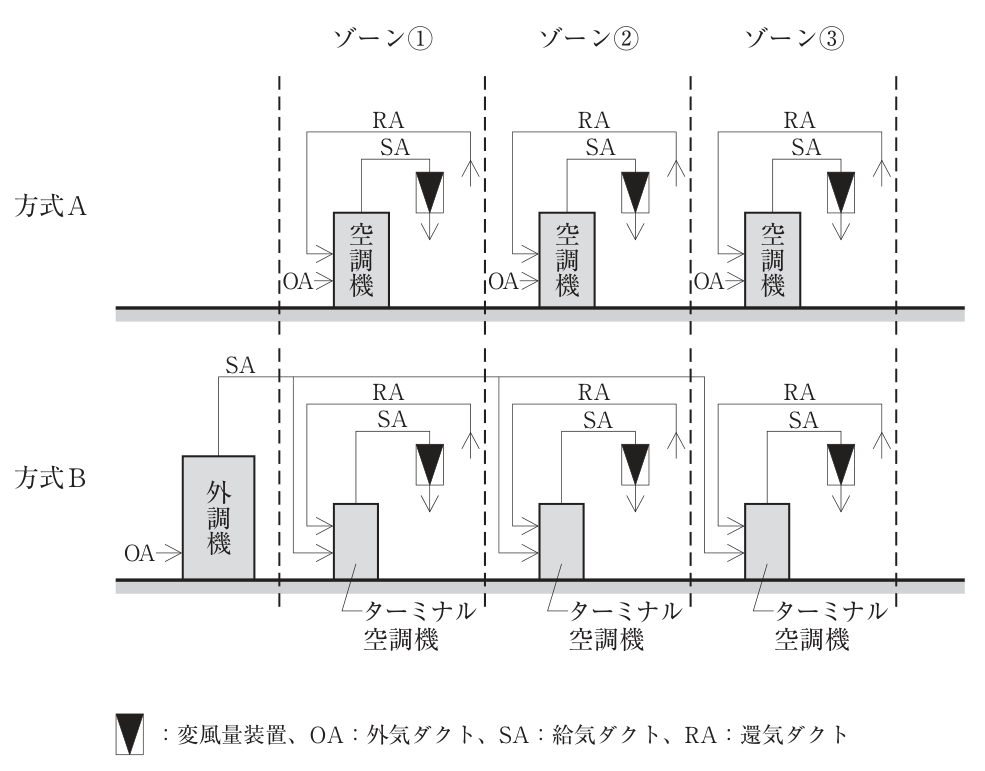 ゾーン① ゾーン② ゾーン③
RA RA RA
SA SA SA
方式A
空調機 空調機 空調機
OA OA OA
SA
RA RA RA
SA SA SA
方式B
外調機
OA
ターミナル空調機 ターミナル空調機 ターミナル空調機
：変風量装置、OA：外気ダクト、SA：給気ダクト、RA：還気ダクト